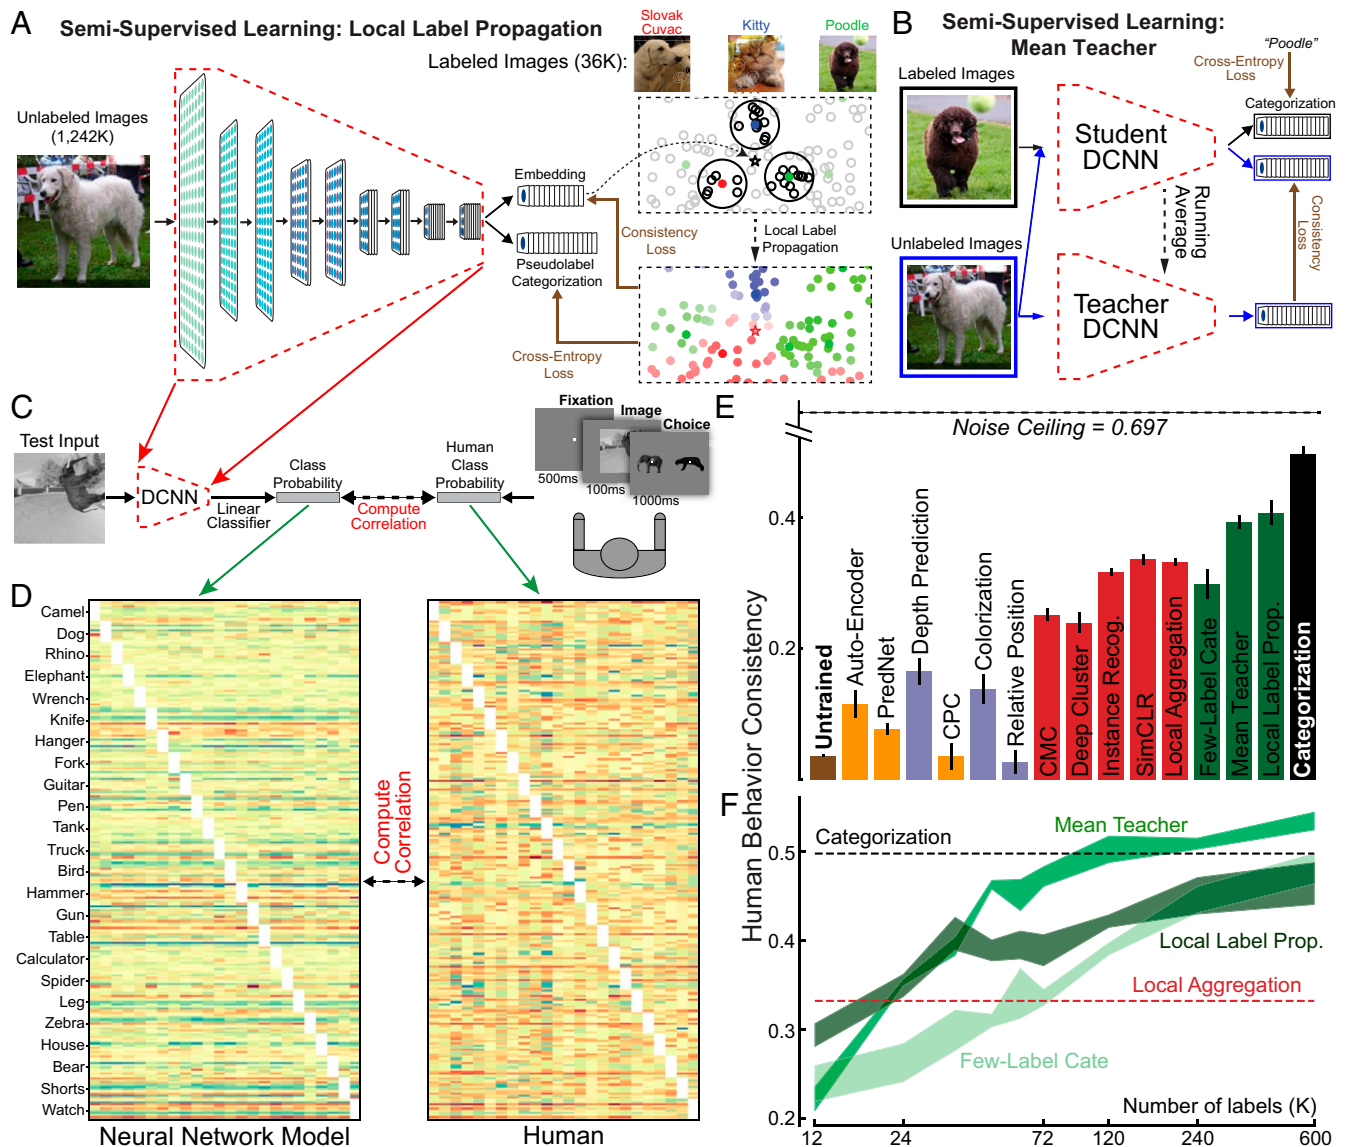 A
Semi-Supervised Learning: Local Label Propagation
Labeled Images (36K):
Slovak
Cuvac
Kitty
Poodle
Unlabeled Images
(1,242K)
Embedding
Pseudolabel
Categorization
Consistency
Loss
Cross-Entropy
Loss
Local Label
Propagation
B
Semi-Supervised Learning:
Mean Teacher
Labeled Images
Unlabeled Images
Student
DCNN
Teacher
DCNN
Running
Average
"Poodle"
Cross-Entropy
Loss
Categorization
Consistency
Loss
C
Test Input
DCNN
Linear
Classifier
Class
Probability
Compute
Correlation
Human
Class
Probability
Fixation
Image
Choice
500ms
100ms
1000ms
D
Camel
Dog
Rhino
Elephant
Wrench
Knife
Hanger
Fork
Guitar
Pen
Tank
Truck
Bird
Hammer
Gun
Table
Calculator
Spider
Leg
Zebra
House
Bear
Shorts
Watch
Neural Network Model
Compute
Correlation
Human
E
Noise Ceiling = 0.697
0.4
0.2
Human Behavior Consistency
Untrained
Auto-Encoder
PredNet
Depth Prediction
CPC
Colorization
Relative Position
CMC
Deep Cluster
Instance Recog.
SimCLR
Local Aggregation
Few-Label Cate
Mean Teacher
Local Label Prop.
Categorization
F
Categorization
Mean Teacher
Local Label Prop.
Local Aggregation
Few-Label Cate
0.5
0.4
0.3
0.2
Number of labels (K)
12
24
72
120
240
600